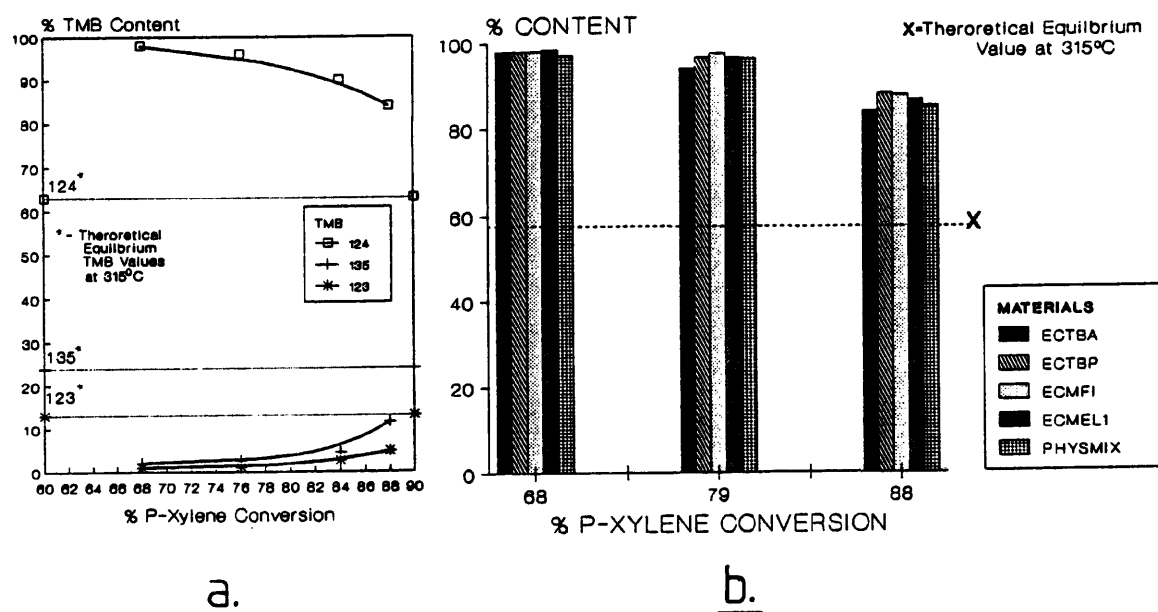 % TMB Content
100
90
80
70
124*
60
* - Theroretical
Equilbrium
TMB Values
at 315°C
TMB
124
135
123
50
40
30
135*
20
123*
10
0
60 62 64 66 68 70 72 74 76 78 80 82 84 86 88 90
% P-Xylene Conversion
a.
% CONTENT
X=Theroretical Equilbrium
Value at 315°C
100
80
60
X
40
20
0
68 79 88
% P-XYLENE CONVERSION
MATERIALS
ECTBA
ECTBP
ECMFI
ECMEL1
PHYSMIX
b.